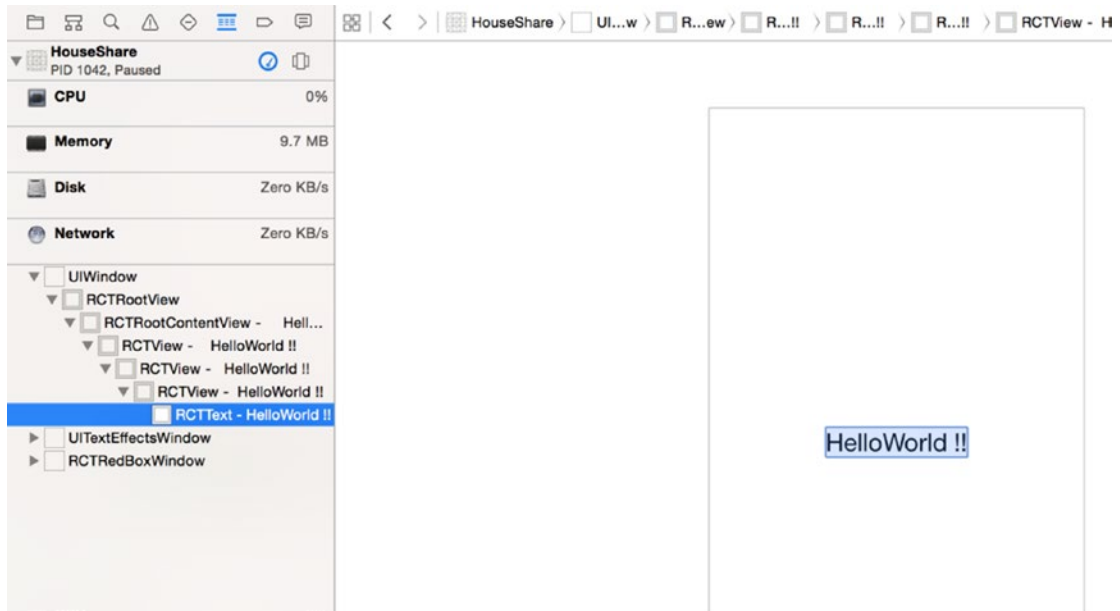 HouseShare > UI...w > R...ew > R...!! > R...!! > R...!! > RCTView - H
HouseShare
PID 1042, Paused
CPU 0%
Memory 9.7 MB
Disk Zero KB/s
Network Zero KB/s
UIWindow
RCTRootView
RCTRootContentView - Hell...
RCTView - HelloWorld !!
RCTView - HelloWorld !!
RCTView - HelloWorld !!
RCTText - HelloWorld !!
UITextEffectsWindow
RCTRedBoxWindow
HelloWorld !!